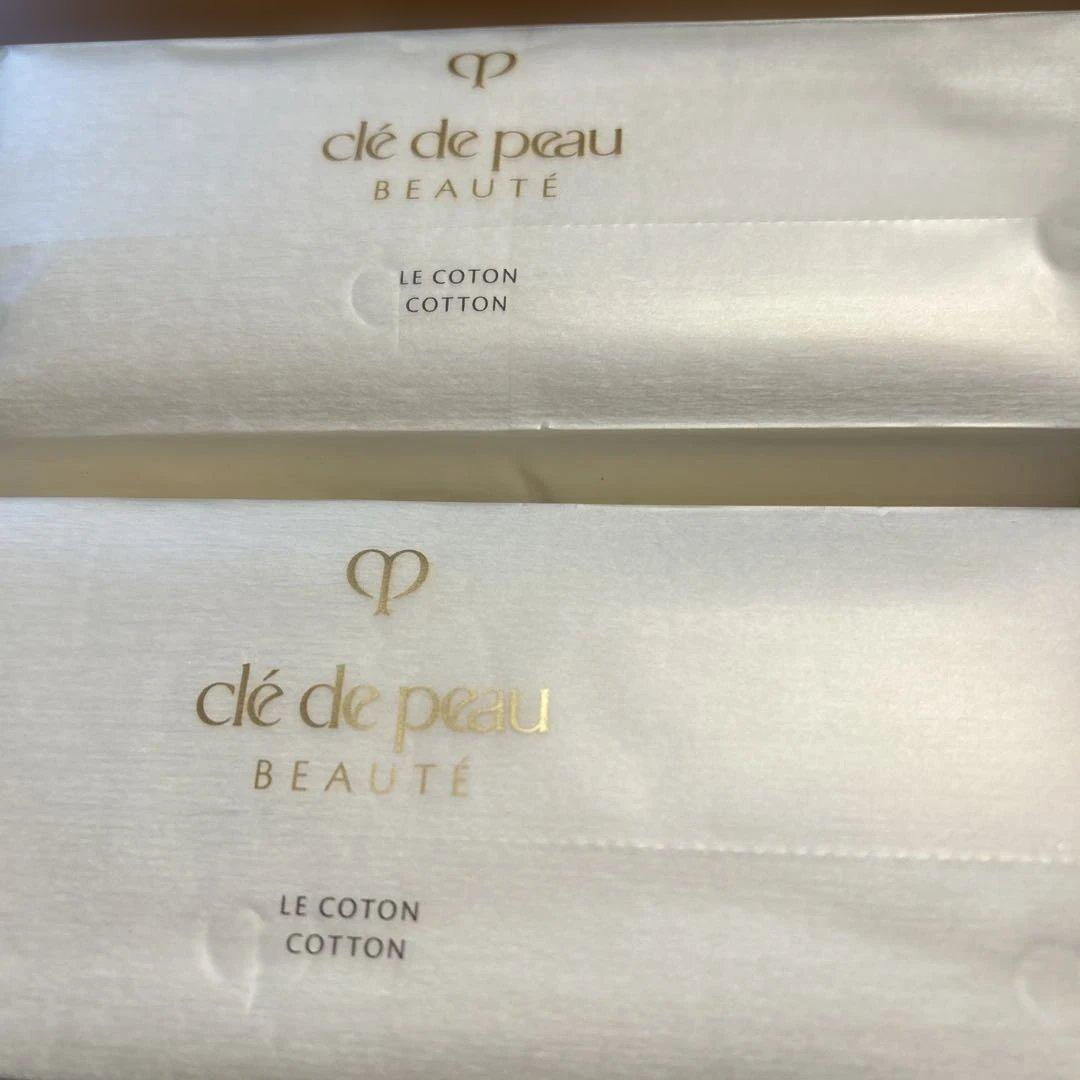 clé de peau
BEAUTÉ
LE COTON
COTTON
clé de peau
BEAUTÉ
LE COTON
COTTON